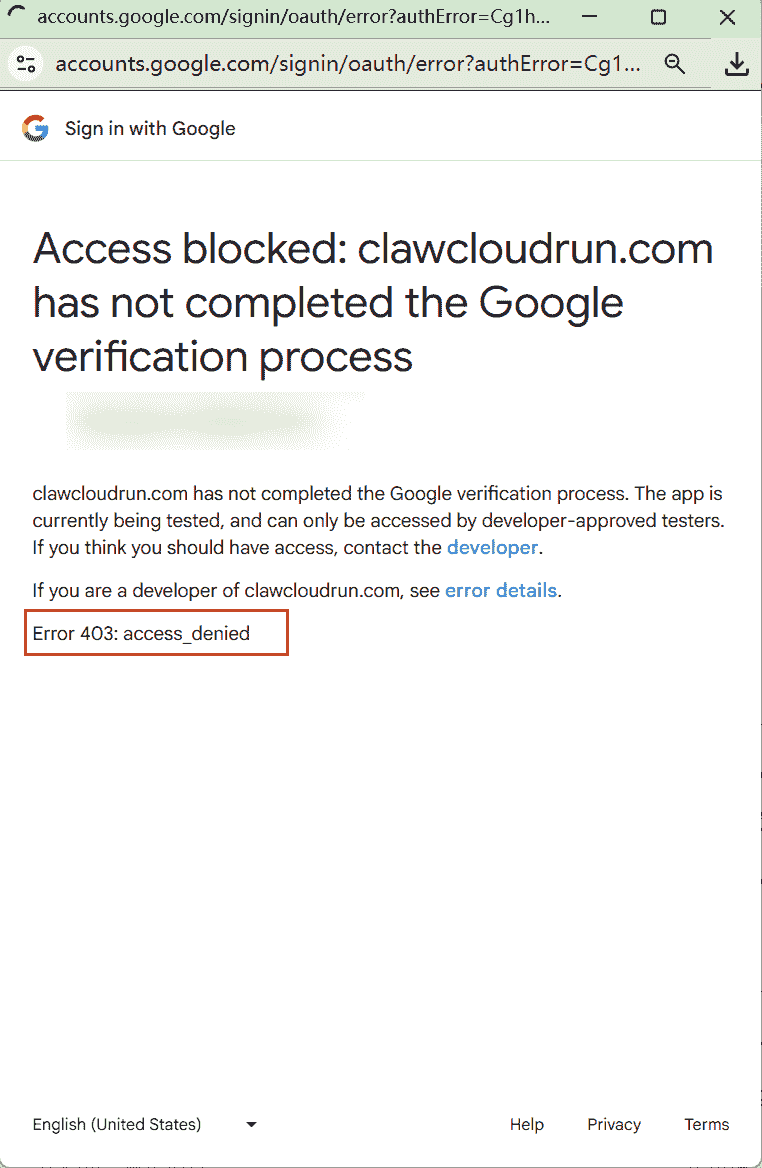 accounts.google.com/signin/oauth/error?authError=Cg1h...
accounts.google.com/signin/oauth/error?authError=Cg1...
Sign in with Google
Access blocked: clawcloudrun.com
has not completed the Google
verification process
clawcloudrun.com has not completed the Google verification process. The app is
currently being tested, and can only be accessed by developer-approved testers.
If you think you should have access, contact the developer.
If you are a developer of clawcloudrun.com, see error details.
Error 403: access_denied
English (United States)
Help
Privacy
Terms